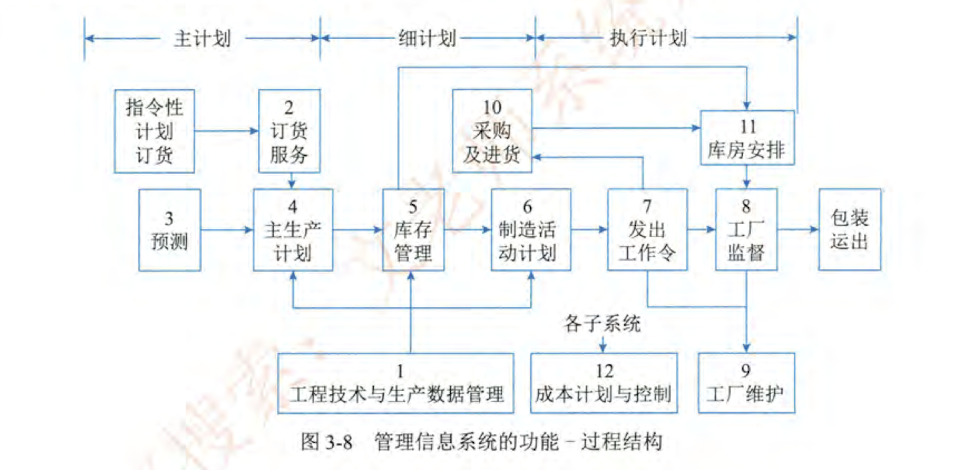 主计划 细计划 执行计划
指令性
计划
订货
2
订货
服务
10
采购
及进货
11
库房安排
3
预测
4
主生产
计划
5
库存
管理
6
制造活
动计划
7
发出
工作令
8
工厂
监督
包装
运出
各子系统
1
工程技术与生产数据管理
12
成本计划与控制
9
工厂维护
图 3-8 管理信息系统的功能－过程结构